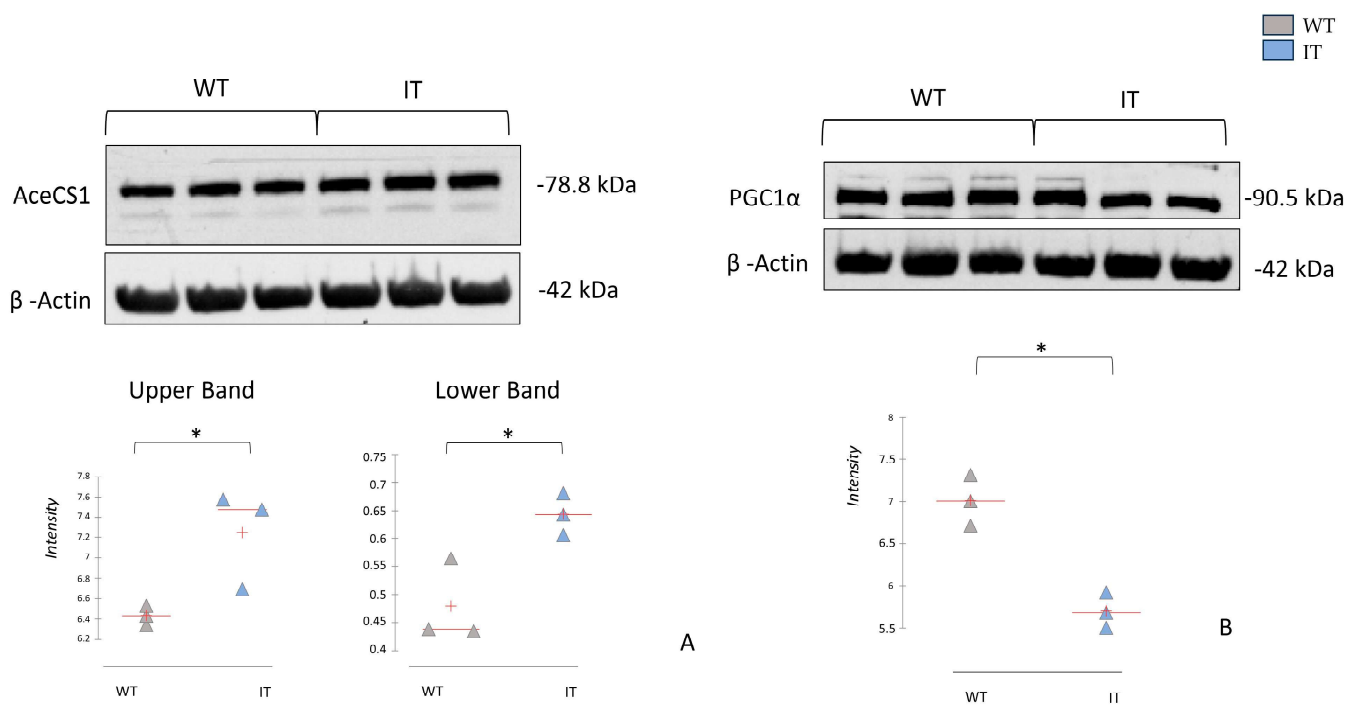 WT
IT
WT
IT
AceCS1
-78.8 kDa
β -Actin
-42 kDa
Upper Band
Lower Band
*
*
Intensity
7.8
7.6
7.4
7.2
7
6.8
6.6
6.4
6.2
WT
IT
0.75
0.7
0.65
0.6
0.55
0.5
0.45
0.4
WT
IT
A
WT
IT
PGC1α
-90.5 kDa
β -Actin
-42 kDa
*
Intensity
8
7.5
7
6.5
6
5.5
WT
B